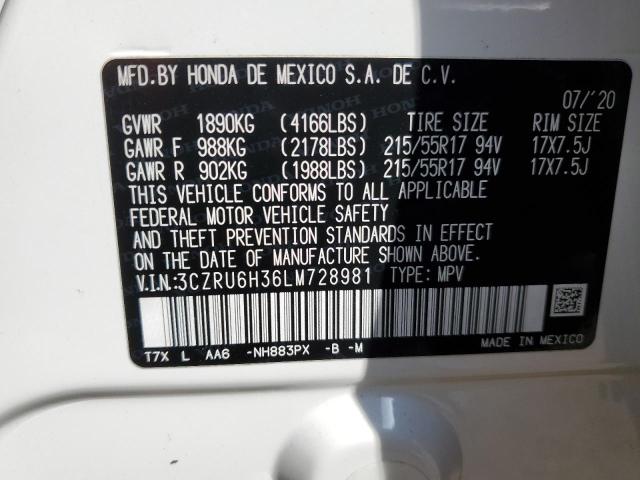 MFD.BY HONDA DE MEXICO S.A. DE C.V.
07/'20
GVWR 1890KG (4166LBS) TIRE SIZE RIM SIZE
GAWR F 988KG (2178LBS) 215/55R17 94V 17X7.5J
GAWR R 902KG (1988LBS) 215/55R17 94V 17X7.5J
THIS VEHICLE CONFORMS TO ALL APPLICABLE
FEDERAL MOTOR VEHICLE SAFETY
AND THEFT PREVENTION STANDARDS IN EFFECT
ON THE DATE OF MANUFACTURE SHOWN ABOVE.
V.I.N:3CZRU6H36LM728981 TYPE: MPV
T7X L AA6 -NH883PX -B -M
MADE IN MEXICO